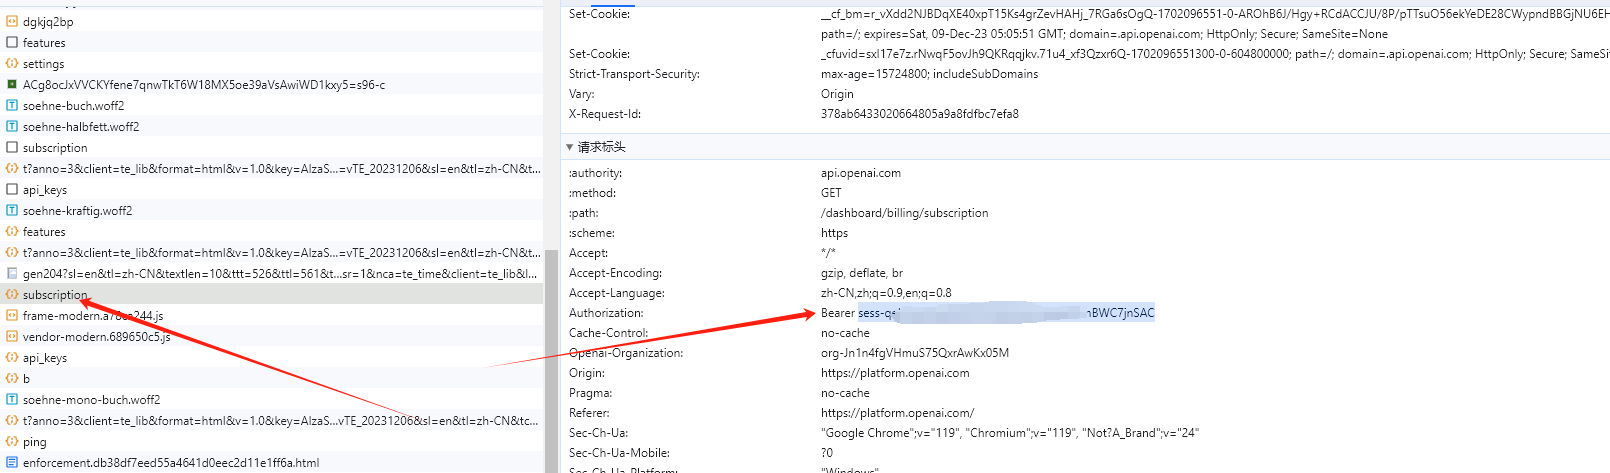 dgkjq2bp
features
settings
ACg8ocJxVVCKYfene7qnwTkT6W18MX5oe39aVsAwiWD1kxy5=s96-c
soehne-buch.woff2
soehne-halbfett.woff2
subscription
t?anno=3&client=te_lib&format=html&v=1.0&key=AIzaS...=vTE_20231206&sl=en&tl=zh-CN&t...
api_keys
soehne-kraftig.woff2
features
t?anno=3&client=te_lib&format=html&v=1.0&key=AIzaS...=vTE_20231206&sl=en&tl=zh-CN&t...
gen204?sl=en&tl=zh-CN&textlen=10&ttt=526&ttl=561&t...sr=1&nca=te_time&client=te_lib&l...
subscription
frame-modern.a78ca244.js
vendor-modern.689650c5.js
api_keys
b
soehne-mono-buch.woff2
t?anno=3&client=te_lib&format=html&v=1.0&key=AIzaS...vTE_20231206&sl=en&tl=zh-CN&tc...
ping
enforcement.db38df7eed55a4641d0eec2d11e1ff6a.html
Set-Cookie: __cf_bm=r_vXdd2NJBDqXE40xpT15Ks4grZevHAHj_7RGa6sOgQ-1702096551-0-AROhB6J/Hgy+RCdACCJU/8P/pTTsuO56ekYeDE28CWypndBBGjNU6EH
path=/; expires=Sat, 09-Dec-23 05:05:51 GMT; domain=.api.openai.com; HttpOnly; Secure; SameSite=None
Set-Cookie: _cfuvid=sxl17e7z.rNwqF5ovJh9QKRqqjkv.71u4_xf3Qzxr6Q-1702096551300-0-604800000; path=/; domain=.api.openai.com; HttpOnly; Secure; SameSi
Strict-Transport-Security: max-age=15724800; includeSubDomains
Vary: Origin
X-Request-Id: 378ab6433020664805a9a8fdfbc7efa8
请求标头
:authority: api.openai.com
:method: GET
:path: /dashboard/billing/subscription
:scheme: https
Accept: */*
Accept-Encoding: gzip, deflate, br
Accept-Language: zh-CN,zh;q=0.9,en;q=0.8
Authorization: Bearer sess-q nBWC7jnSAC
Cache-Control: no-cache
Openai-Organization: org-Jn1n4fgVHmuS75QxrAwKx05M
Origin: https://platform.openai.com
Pragma: no-cache
Referer: https://platform.openai.com/
Sec-Ch-Ua: "Google Chrome";v="119", "Chromium";v="119", "Not?A_Brand";v="24"
Sec-Ch-Ua-Mobile: ?0
Sec-Ch-Ua-Platform: "Windows"